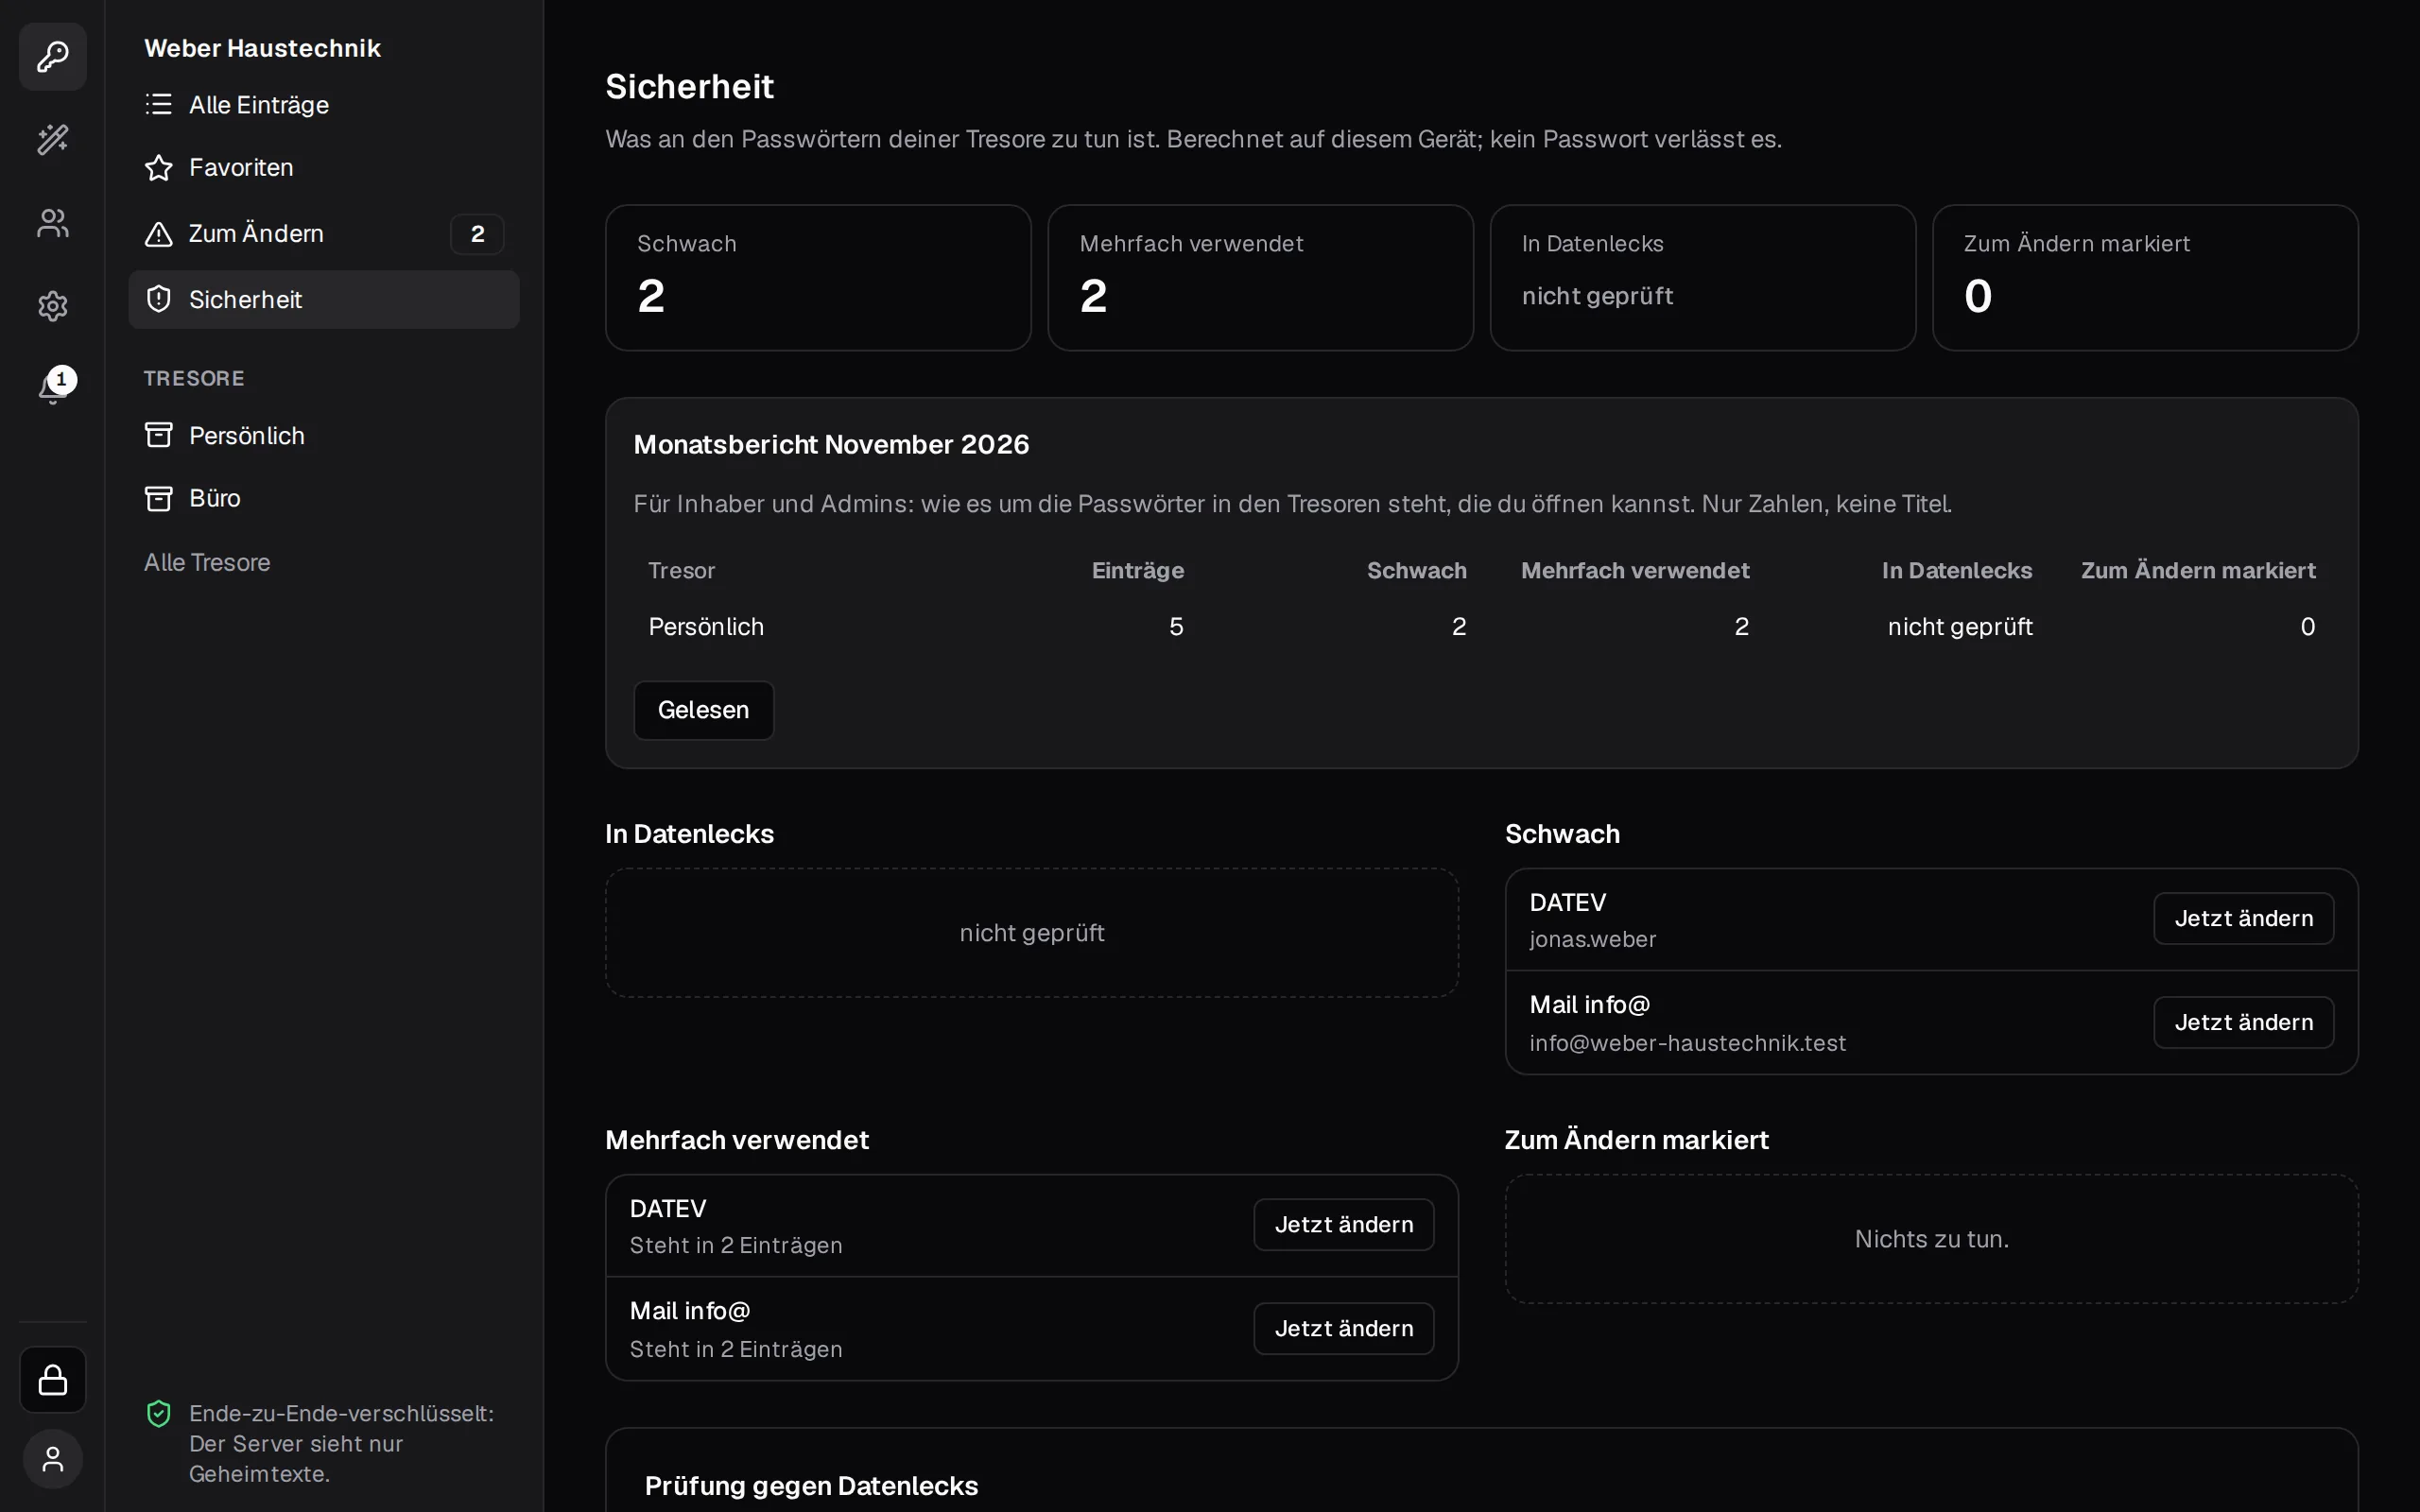 Weber Haustechnik
Alle Einträge
Favoriten
Zum Ändern
2
Sicherheit
1
TRESORE
Persönlich
Büro
Alle Tresore
Ende-zu-Ende-verschlüsselt:
Der Server sieht nur
Geheimtexte.
Sicherheit
Was an den Passwörtern deiner Tresore zu tun ist. Berechnet auf diesem Gerät; kein Passwort verlässt es.
Schwach
2
Mehrfach verwendet
2
In Datenlecks
nicht geprüft
Zum Ändern markiert
0
Monatsbericht November 2026
Für Inhaber und Admins: wie es um die Passwörter in den Tresoren steht, die du öffnen kannst. Nur Zahlen, keine Titel.
Tresor Einträge Schwach Mehrfach verwendet In Datenlecks Zum Ändern markiert
Persönlich 5 2 2 nicht geprüft 0
Gelesen
In Datenlecks
nicht geprüft
Schwach
DATEV
jonas.weber
Jetzt ändern
Mail info@
info@weber-haustechnik.test
Jetzt ändern
Mehrfach verwendet
DATEV
Steht in 2 Einträgen
Jetzt ändern
Mail info@
Steht in 2 Einträgen
Jetzt ändern
Zum Ändern markiert
Nichts zu tun.
Prüfung gegen Datenlecks